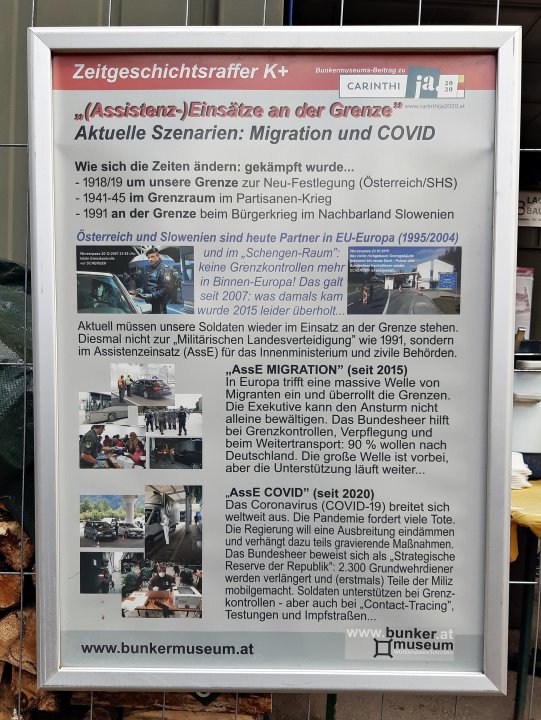 Zeitgeschichtsraffer K+
Bunkermuseums-Beitrag zu
CARINTHI
ja
20
20
www.carinthija2020.at
„(Assistenz-)Einsätze an der Grenze"
Aktuelle Szenarien: Migration und COVID
Wie sich die Zeiten ändern: gekämpft wurde...
- 1918/19 um unsere Grenze zur Neu-Festlegung (Österreich/SHS)
- 1941-45 im Grenzraum im Partisanen-Krieg
- 1991 an der Grenze beim Bürgerkrieg im Nachbarland Slowenien
Österreich und Slowenien sind heute Partner in EU-Europa (1995/2004)
und im „Schengen-Raum":
keine Grenzkontrollen mehr
in Binnen-Europa! Das galt
seit 2007: was damals kam
wurde 2015 leider überholt...
Aktuell müssen unsere Soldaten wieder im Einsatz an der Grenze stehen.
Diesmal nicht zur „Militärischen Landesverteidigung" wie 1991, sondern
im Assistenzeinsatz (AssE) für das Innenministerium und zivile Behörden.
„AssE MIGRATION" (seit 2015)
In Europa trifft eine massive Welle von
Migranten ein und überrollt die Grenzen.
Die Exekutive kann den Ansturm nicht
alleine bewältigen. Das Bundesheer hilft
bei Grenzkontrollen, Verpflegung und
beim Weitertransport: 90 % wollen nach
Deutschland. Die große Welle ist vorbei,
aber die Unterstützung läuft weiter...
„AssE COVID" (seit 2020)
Das Coronavirus (COVID-19) breitet sich
weltweit aus. Die Pandemie fordert viele Tote.
Die Regierung will eine Ausbreitung eindämmen
und verhängt dazu teils gravierende Maßnahmen.
Das Bundesheer beweist sich als „Strategische
Reserve der Republik": 2.300 Grundwehrdiener
werden verlängert und (erstmals) Teile der Miliz
mobilgemacht. Soldaten unterstützen bei Grenz-
kontrollen - aber auch bei „Contact-Tracing",
Testungen und Impfstraßen...
www.bunkermuseum.at
www.bunker.at
museum
wurzenpass/kärnten